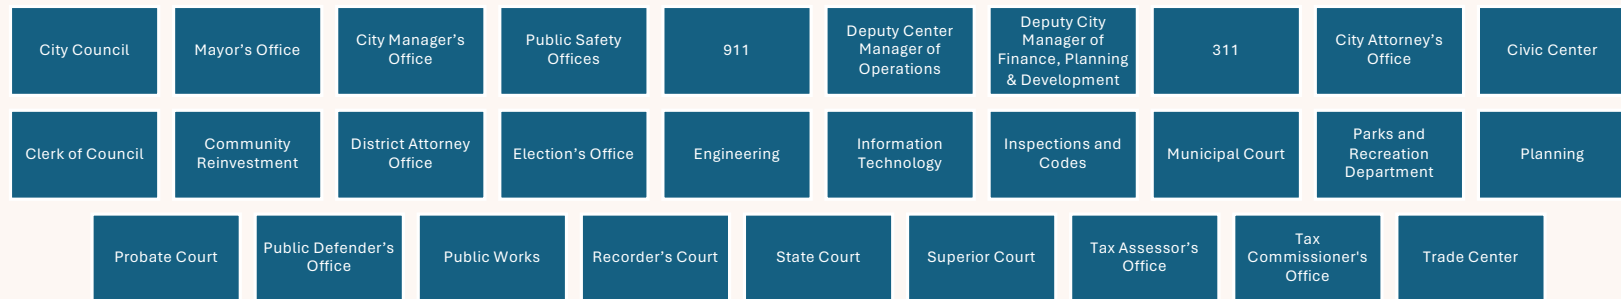 City Council
Mayor's Office
City Manager's
Office
Public Safety
Offices
911
Deputy Center
Manager of
Operations
Deputy City
Manager of
Finance, Planning
& Development
311
City Attorney's
Office
Civic Center
Clerk of Council
Community
Reinvestment
District Attorney
Office
Election's Office
Engineering
Information
Technology
Inspections and
Codes
Municipal Court
Parks and
Recreation
Department
Planning
Probate Court
Public Defender's
Office
Public Works
Recorder's Court
State Court
Superior Court
Tax Assessor's
Office
Tax
Commissioner's
Office
Trade Center